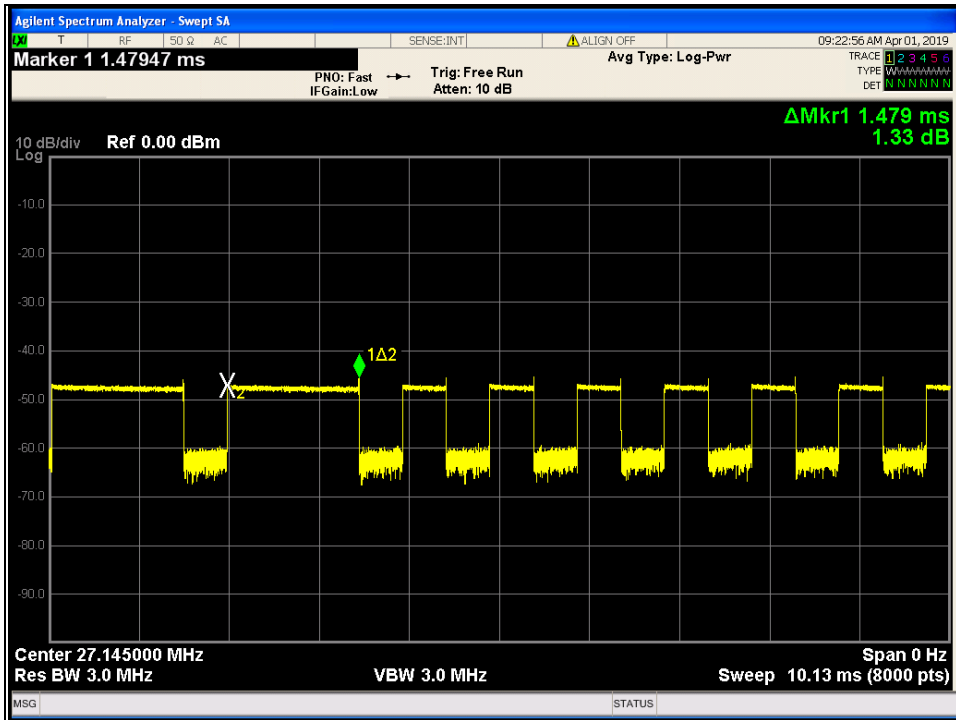 Agilent Spectrum Analyzer - Swept SA
LXI T RF 50 Ω AC SENSE:INT ALIGN OFF 09:22:56 AM Apr 01, 2019
Marker 1 1.47947 ms
PNO: Fast Trig: Free Run Avg Type: Log-Pwr TRACE 1 2 3 4 5 6
IFGain:Low Atten: 10 dB TYPE W
DET N N N N N N
ΔMkr1 1.479 ms
1.33 dB
10 dB/div Ref 0.00 dBm
Log
-10.0
-20.0
-30.0
-40.0
1Δ2
2
-50.0
-60.0
-70.0
-80.0
-90.0
Center 27.145000 MHz Span 0 Hz
Res BW 3.0 MHz VBW 3.0 MHz Sweep 10.13 ms (8000 pts)
MSG STATUS